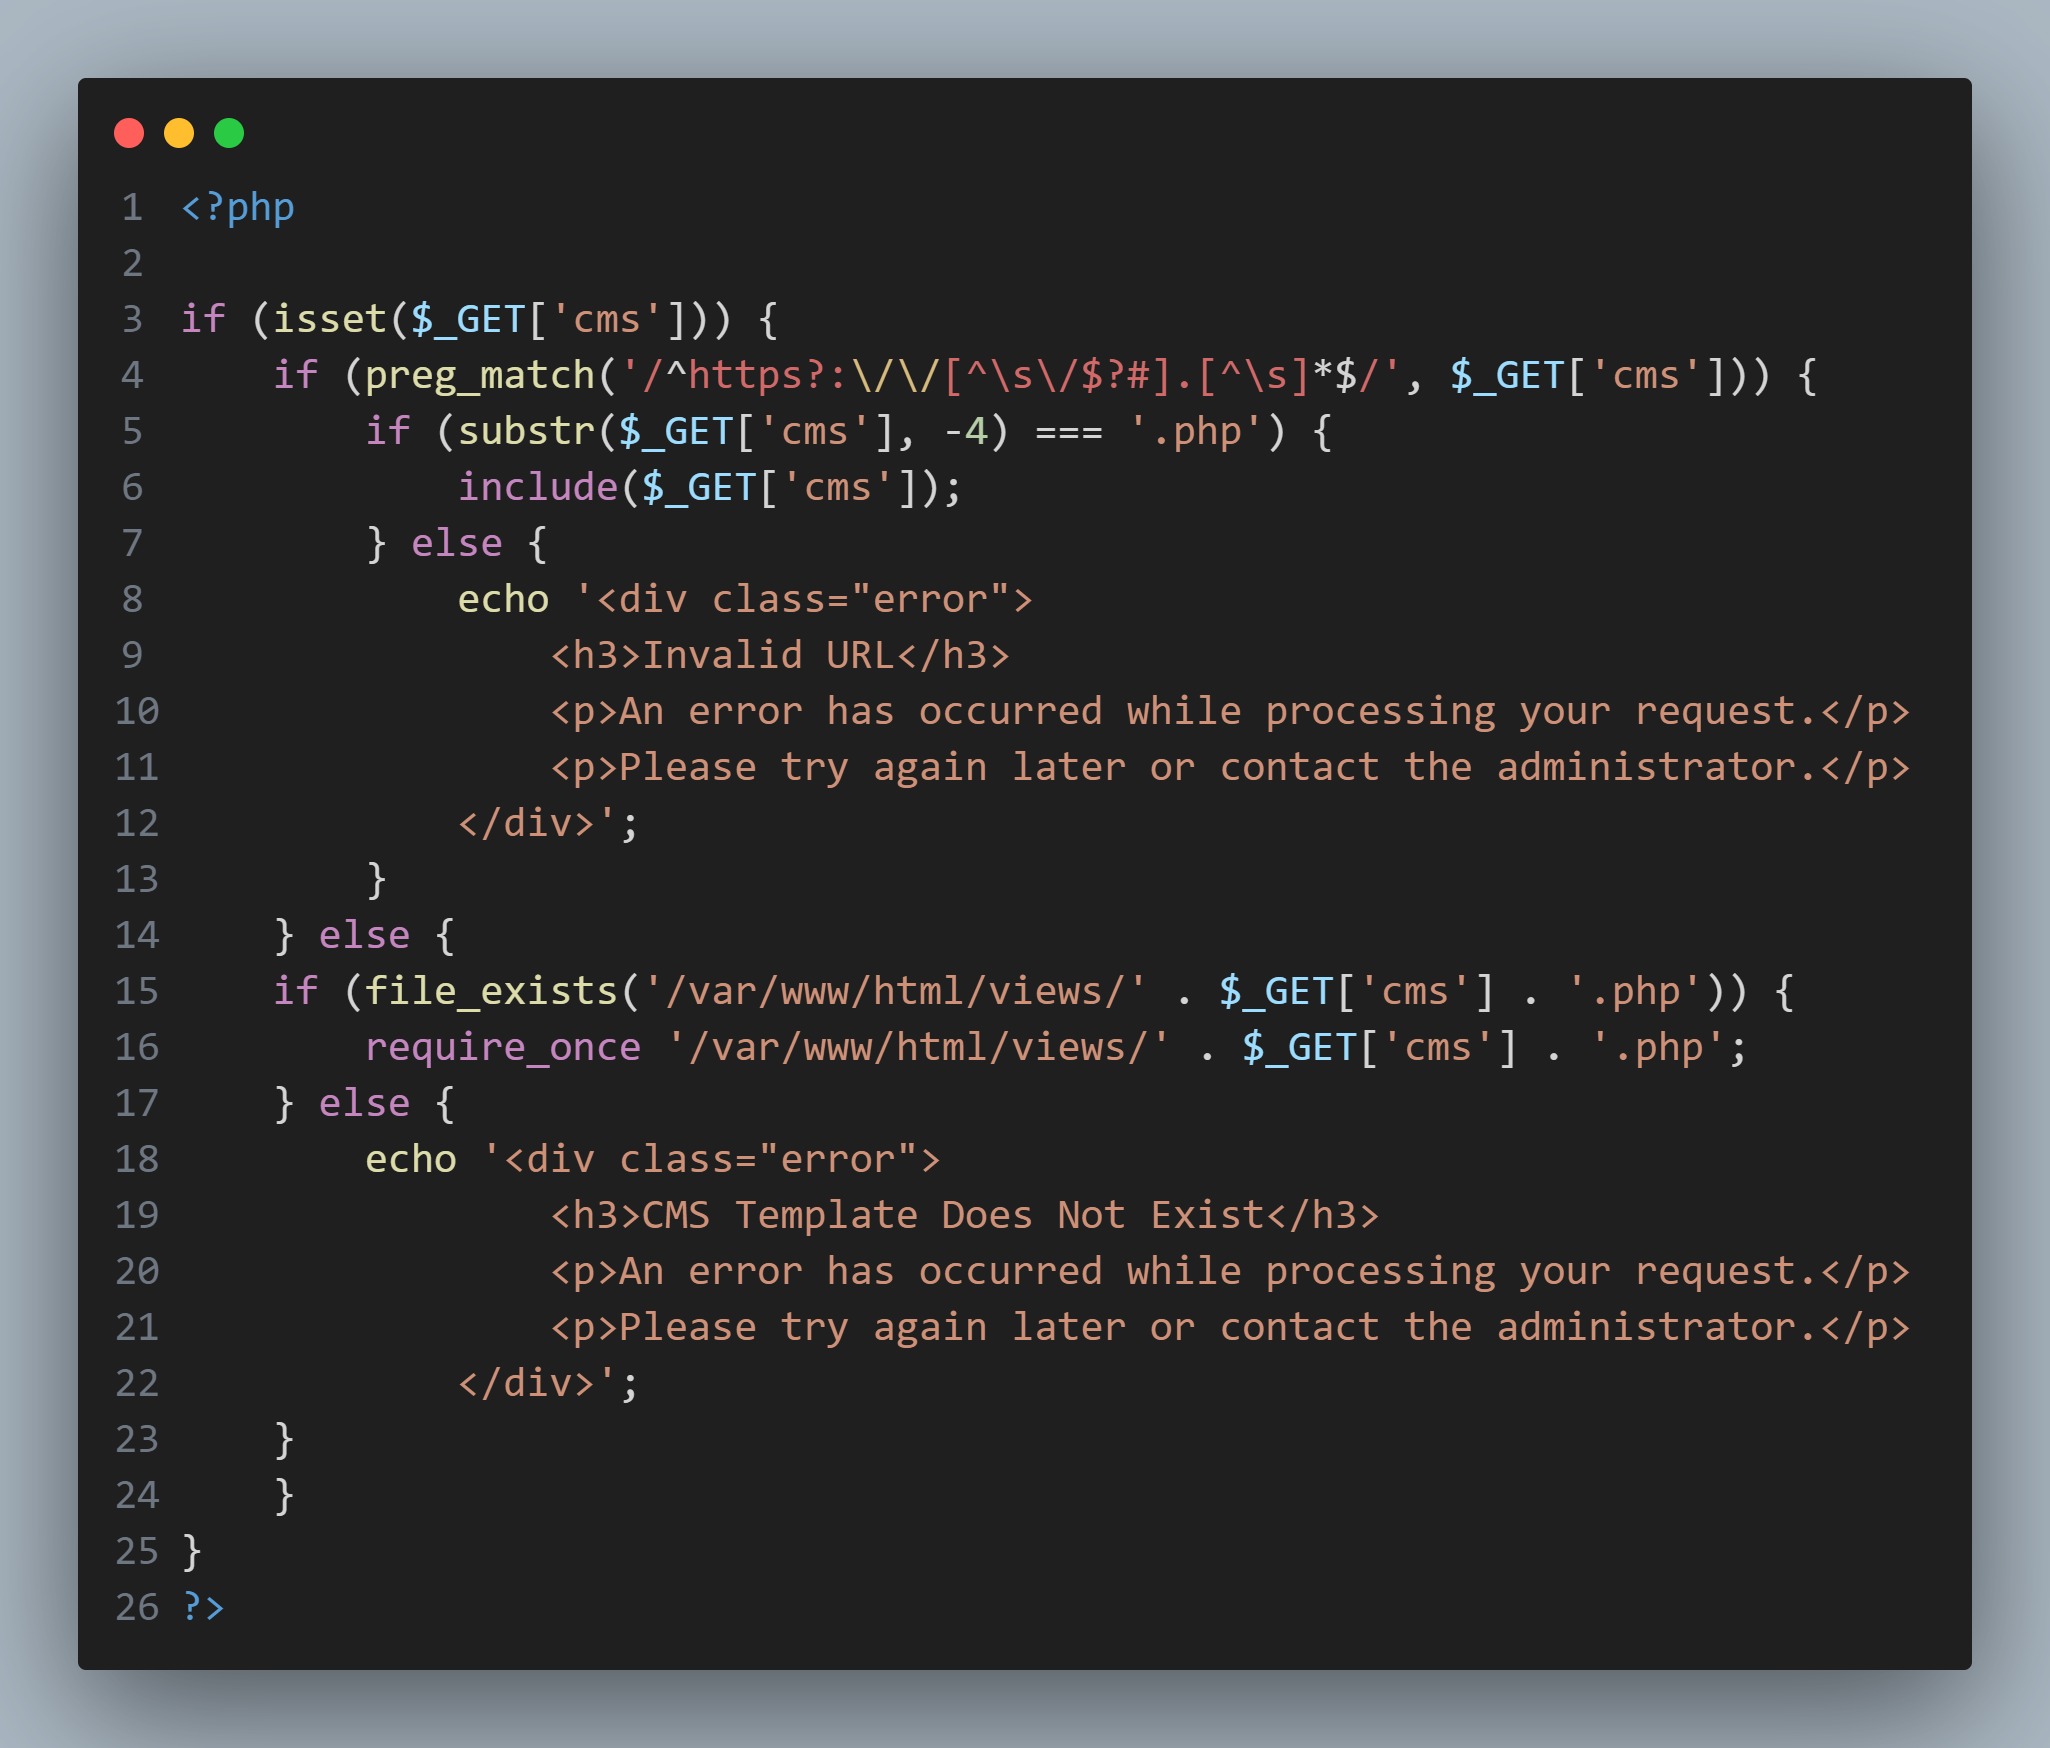 1 <?php
2
3 if (isset($_GET['cms'])) {
4     if (preg_match('/^https?:\/\/[^\s\/$?#].[^\s]*$/', $_GET['cms'])) {
5         if (substr($_GET['cms'], -4) === '.php') {
6             include($_GET['cms']);
7         } else {
8             echo '<div class="error">
9                 <h3>Invalid URL</h3>
10                 <p>An error has occurred while processing your request.</p>
11                 <p>Please try again later or contact the administrator.</p>
12             </div>';
13         }
14     } else {
15     if (file_exists('/var/www/html/views/' . $_GET['cms'] . '.php')) {
16         require_once '/var/www/html/views/' . $_GET['cms'] . '.php';
17     } else {
18         echo '<div class="error">
19                 <h3>CMS Template Does Not Exist</h3>
20                 <p>An error has occurred while processing your request.</p>
21                 <p>Please try again later or contact the administrator.</p>
22             </div>';
23     }
24     }
25 }
26 ?>